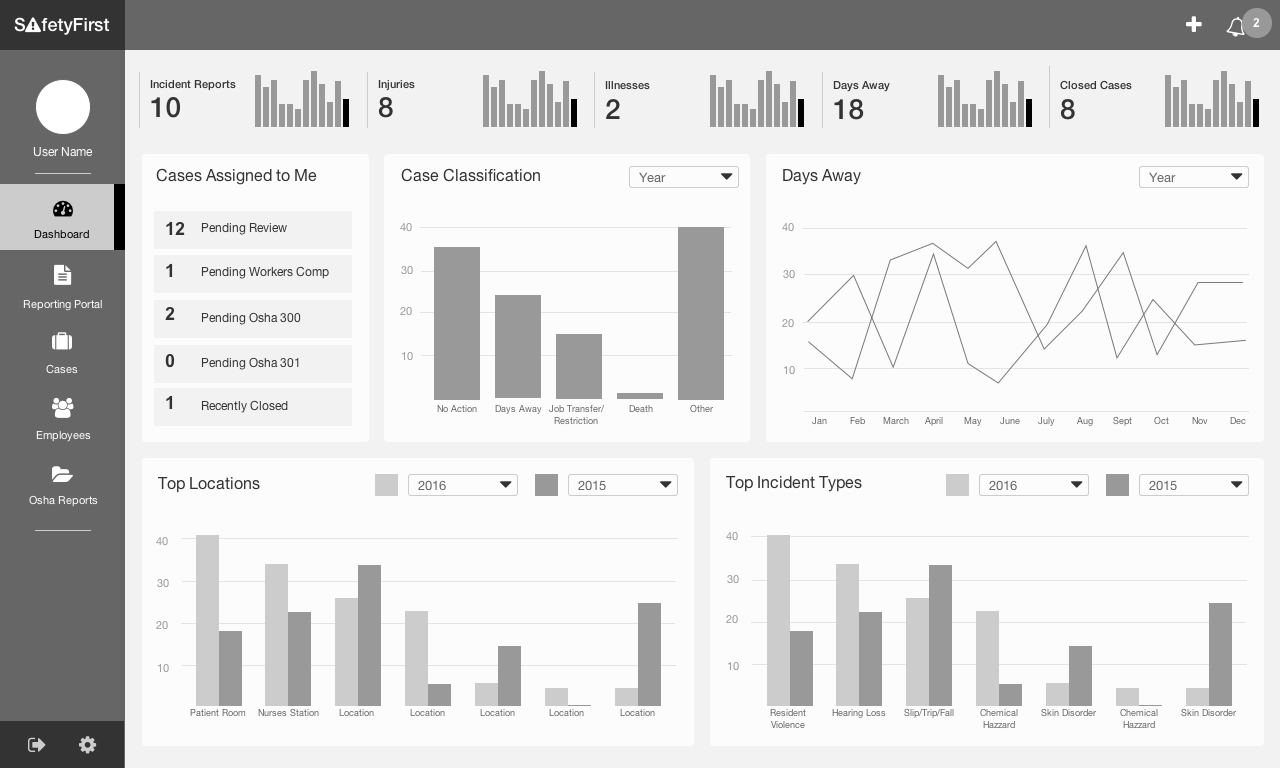 SafetyFirst
2
User Name
Dashboard
Reporting Portal
Cases
Employees
Osha Reports
Incident Reports
10
Injuries
8
Illnesses
2
Days Away
18
Closed Cases
8
Cases Assigned to Me
12 Pending Review
1 Pending Workers Comp
2 Pending Osha 300
0 Pending Osha 301
1 Recently Closed
Case Classification
Year
40
30
20
10
No Action
Days Away
Job Transfer/
Restriction
Death
Other
Days Away
Year
40
30
20
10
Jan Feb March April May June July Aug Sept Oct Nov Dec
Top Locations
2016
2015
40
30
20
10
Patient Room
Nurses Station
Location
Location
Location
Location
Location
Top Incident Types
2016
2015
40
30
20
10
Resident
Violence
Hearing Loss
Slip/Trip/Fall
Chemical
Hazzard
Skin Disorder
Chemical
Hazzard
Skin Disorder